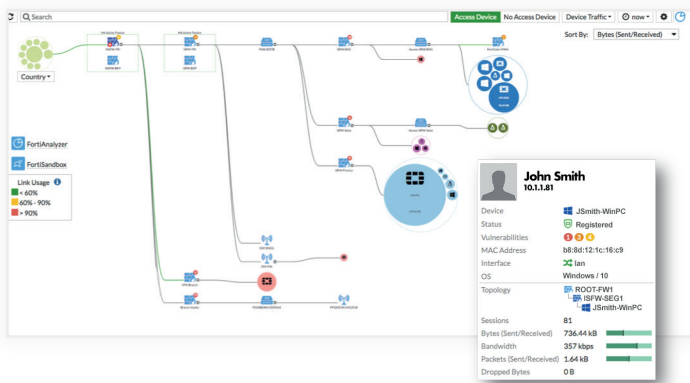 Search
Access Device
No Access Device
Device Traffic
now
Sort By:
Bytes (Sent/Received)
Country
FortiAnalyzer
FortiSandbox
Link Usage
< 60%
60% - 90%
> 90%
John Smith
10.1.1.81
Device JSmith-WinPC
Status Registered
Vulnerabilities 1 3 4
MAC Address b8:8d:12:1c:16:c9
Interface lan
OS Windows / 10
Topology ROOT-FW1
ISFW-SEG1
JSmith-WinPC
Sessions 81
Bytes (Sent/Received) 736.44 kB
Bandwidth 357 kbps
Packets (Sent/Received) 1.64 kB
Dropped Bytes 0 B